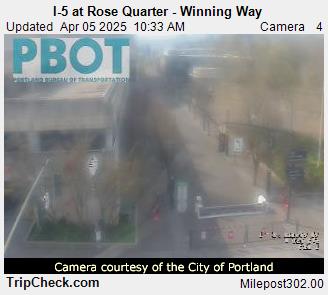 I-5 at Rose Quarter - Winning Way
Updated Apr 05 2025 10:33 AM Camera 4
PBOT
PORTLAND BUREAU OF TRANSPORTATION
Camera courtesy of the City of Portland
TripCheck.com Milepost302.00